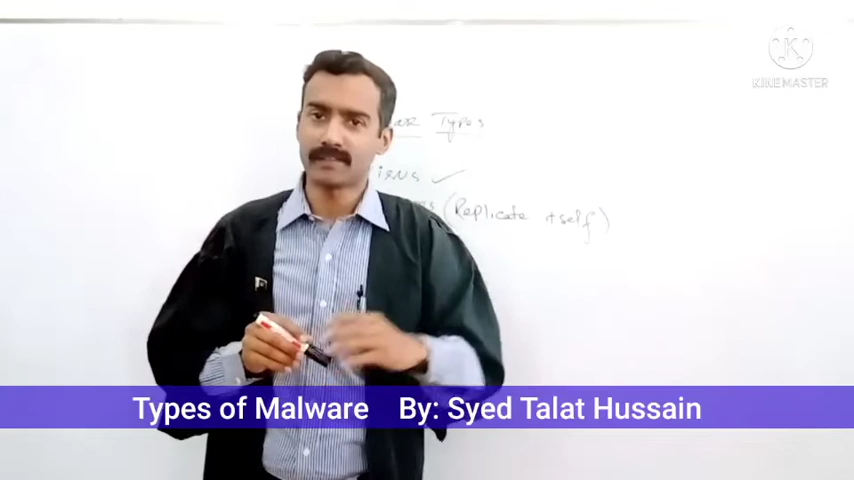 KINEMASTER
Types
(Replicate itself)
Types of Malware By: Syed Talat Hussain